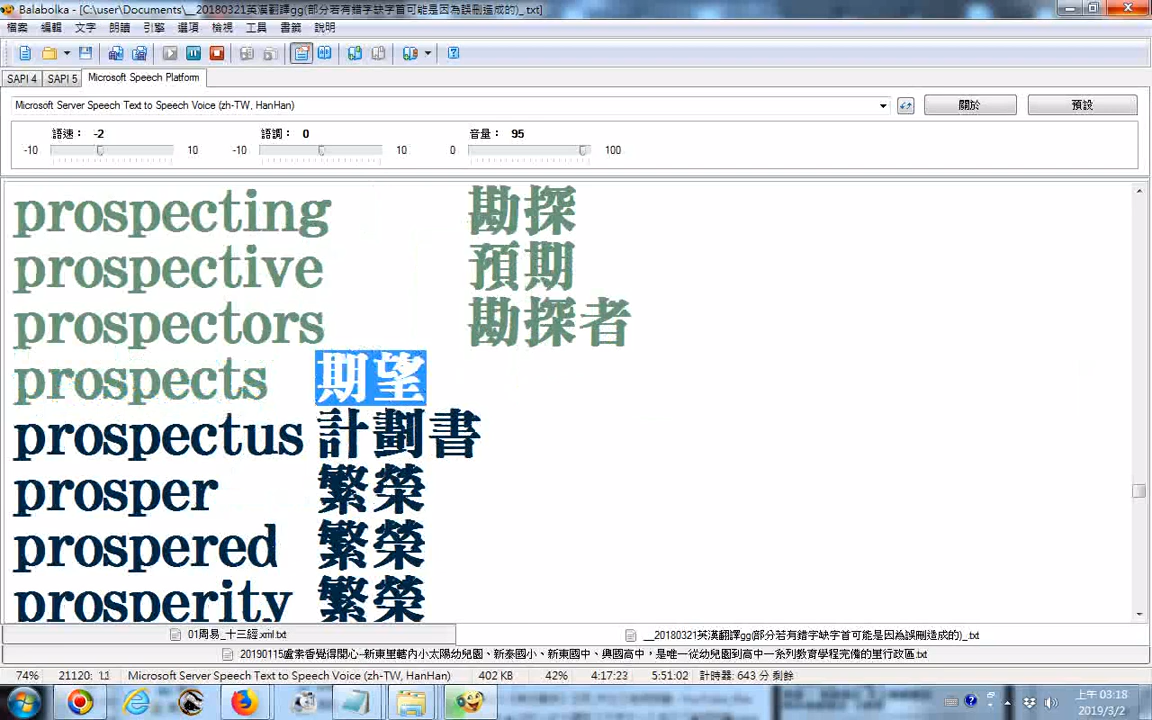 Balabolka - [C:\user\Documents\__20180321英漢翻譯gg(部分若有錯字缺字首可能是因為誤刪造成的)_.txt]
檔案 編輯 文字 朗讀 引擎 選項 檢視 工具 書籤 說明
SAPI 4 SAPI 5 Microsoft Speech Platform
Microsoft Server Speech Text to Speech Voice (zh-TW, HanHan) 關於 預設
語速： -2 語調： 0 音量： 95
-10 10 -10 10 0 100
prospecting 勘探
prospective 預期
prospectors 勘探者
prospects 期望
prospectus 計劃書
prosper 繁榮
prospered 繁榮
prosperity 繁榮
01周易_十三經.xml.txt __20180321英漢翻譯gg(部分若有錯字缺字首可能是因為誤刪造成的)_.txt
20190115盧素香覺得開心--新東里轄內小太陽幼兒園、新泰國小、新東國中、興國高中，是唯一從幼兒園到高中一系列教育學程完備的里行政區.txt
74% 21120: 11 Microsoft Server Speech Text to Speech Voice (zh-TW, HanHan) 402 KB 42% 4:17:23 5:51:02 計時器: 643 分 剩餘
上午 03:18
2019/3/2